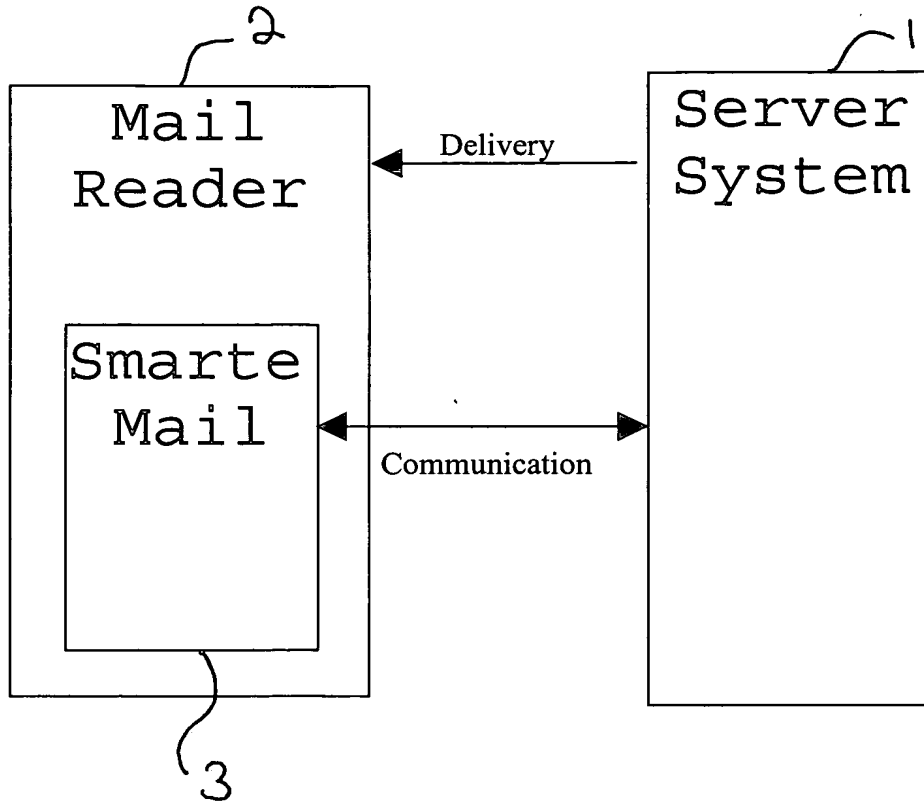 2
1
Mail
Reader
Delivery
Server
System
Smarte
Mail
Communication
3